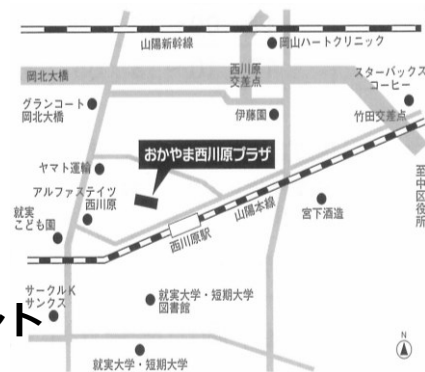 山陽新幹線
岡山ハートクリニック
岡北大橋
西川原
交差点
スターバックス
コーヒー
グランコート
岡北大橋
伊藤園
竹田交差点
おかやま西川原プラザ
ヤマト運輸
アルファステイツ
西川原
至中区役所
就実
こども園
山陽本線
宮下酒造
西川原駅
サークルK
サンクス
就実大学・短期大学
図書館
ント
就実大学・短期大学
N